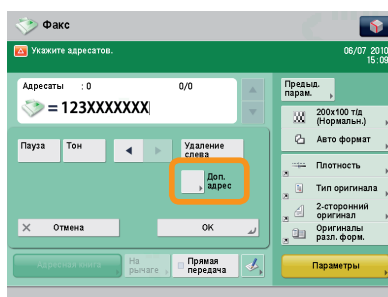 Факс
Укажите адресатов.
06/07 2010
15:09
Адресаты : 0 0/0
= 123XXXXXXX
Предыд.
парам.
200x100 т/д
(Нормальн.)
Авто формат
Пауза
Тон
Удаление
слева
Доп.
адрес
Плотность
Тип оригинала
2-сторонний
оригинал
Оригиналы
разл. форм.
Отмена
OK
Адресная книга
На
рычаге
Прямая
передача
Параметры